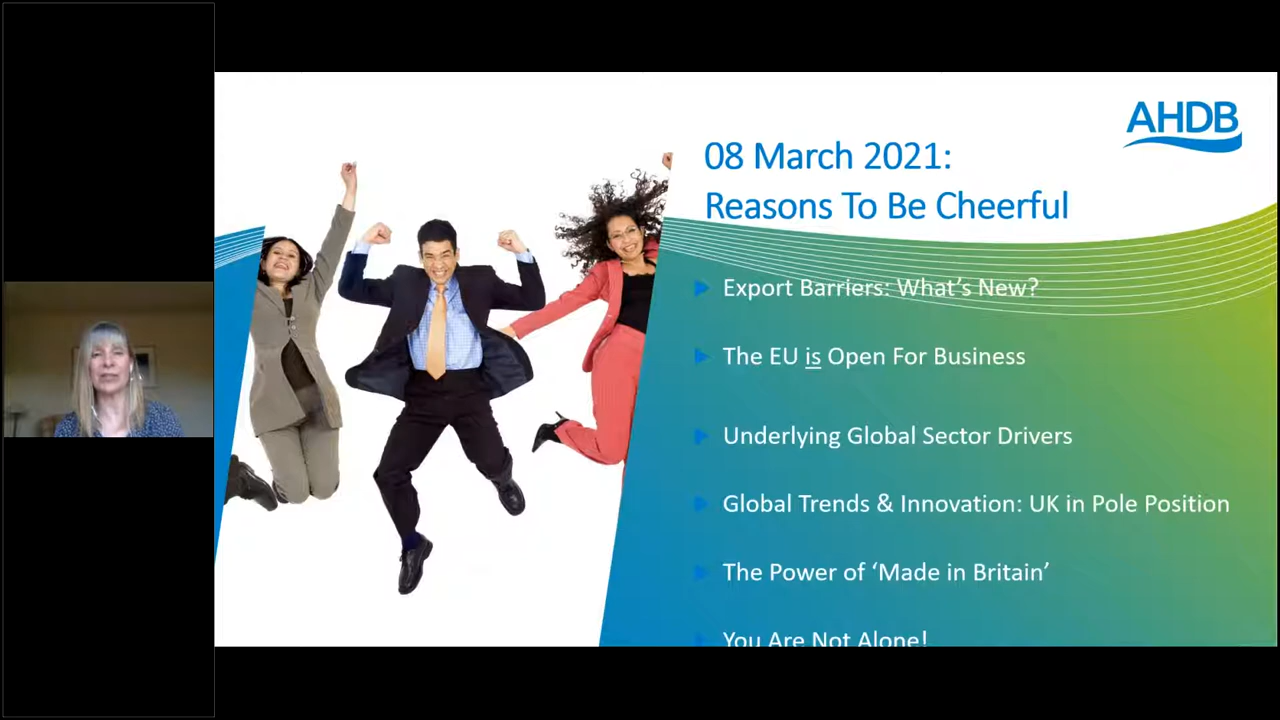 AHDB
08 March 2021:
Reasons To Be Cheerful
Export Barriers: What's New?
The EU is Open For Business
Underlying Global Sector Drivers
Global Trends & Innovation: UK in Pole Position
The Power of ‘Made in Britain’
You Are Not Alone!